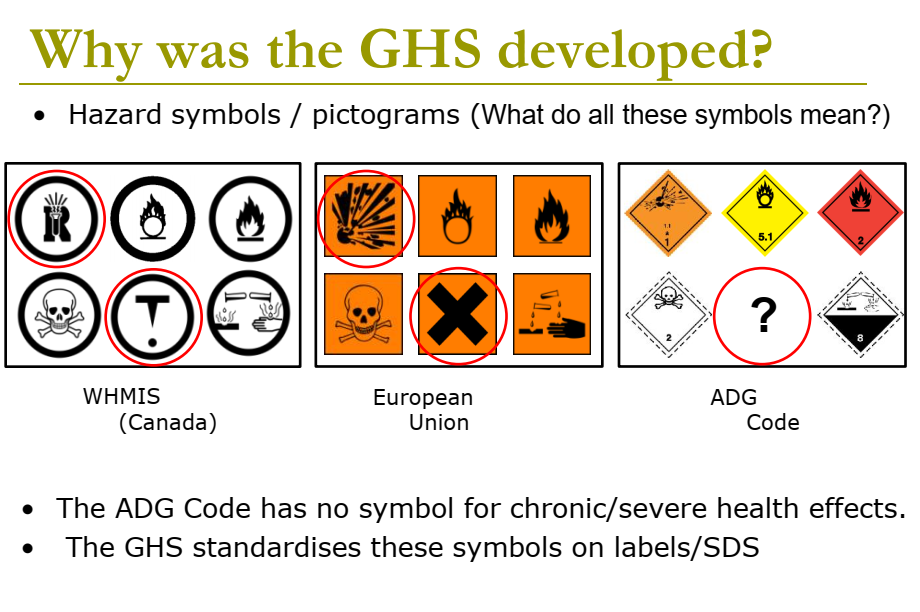 Why was the GHS developed?
• Hazard symbols / pictograms (What do all these symbols mean?)
R
1
5.1
2
2
?
8
WHMIS
(Canada)
European
Union
ADG
Code
• The ADG Code has no symbol for chronic/severe health effects.
• The GHS standardises these symbols on labels/SDS